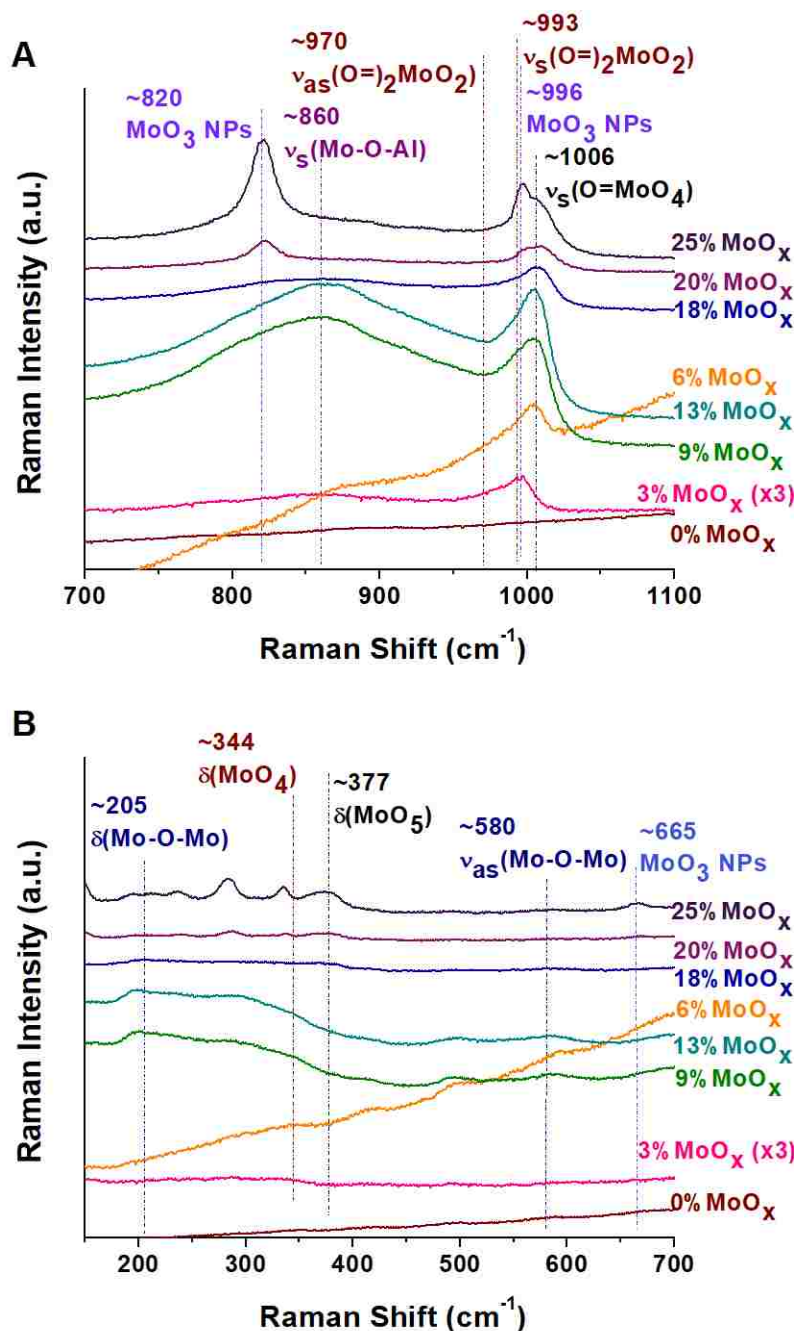 A
~970
νas(O=)2MoO2)
~993
νs(O=)2MoO2)
~820
MoO3 NPs
~860
νs(Mo-O-Al)
~996
MoO3 NPs
~1006
νs(O=MoO4)
25% MoOx
20% MoOx
18% MoOx
6% MoOx
13% MoOx
9% MoOx
3% MoOx (x3)
0% MoOx
Raman Intensity (a.u.)
700 800 900 1000 1100
Raman Shift (cm-1)
B
~344
δ(MoO4)
~377
δ(MoO5)
~205
δ(Mo-O-Mo)
~580
νas(Mo-O-Mo)
~665
MoO3 NPs
25% MoOx
20% MoOx
18% MoOx
6% MoOx
13% MoOx
9% MoOx
3% MoOx (x3)
0% MoOx
Raman Intensity (a.u.)
200 300 400 500 600 700
Raman Shift (cm-1)